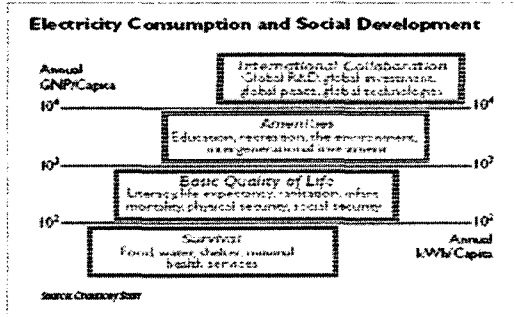 Electricity Consumption and Social Development
Annual
GNP/Capita
International Collaboration
Global R&D, global investment,
global peace, global technologies
10⁴
10⁴
Amenities
Education, recreation, the environment,
intergenerational investment
10³
10³
Basic Quality of Life
Literacy, life expectancy, sanitation, infant
mortality, physical security, social security
10²
10²
Survival
Food, water, shelter, minimal
health services
Annual
kWh/Capita
Source: Chauncey Starr